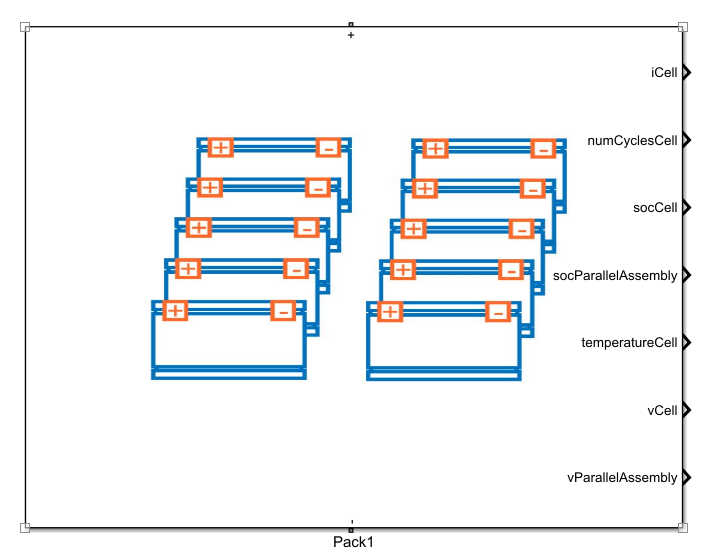 +
iCell
numCyclesCell
socCell
socParallelAssembly
temperatureCell
vCell
vParallelAssembly
+ -
+ -
+ -
+ -
+ -
+ -
+ -
+ -
+ -
+ -
-
Pack1